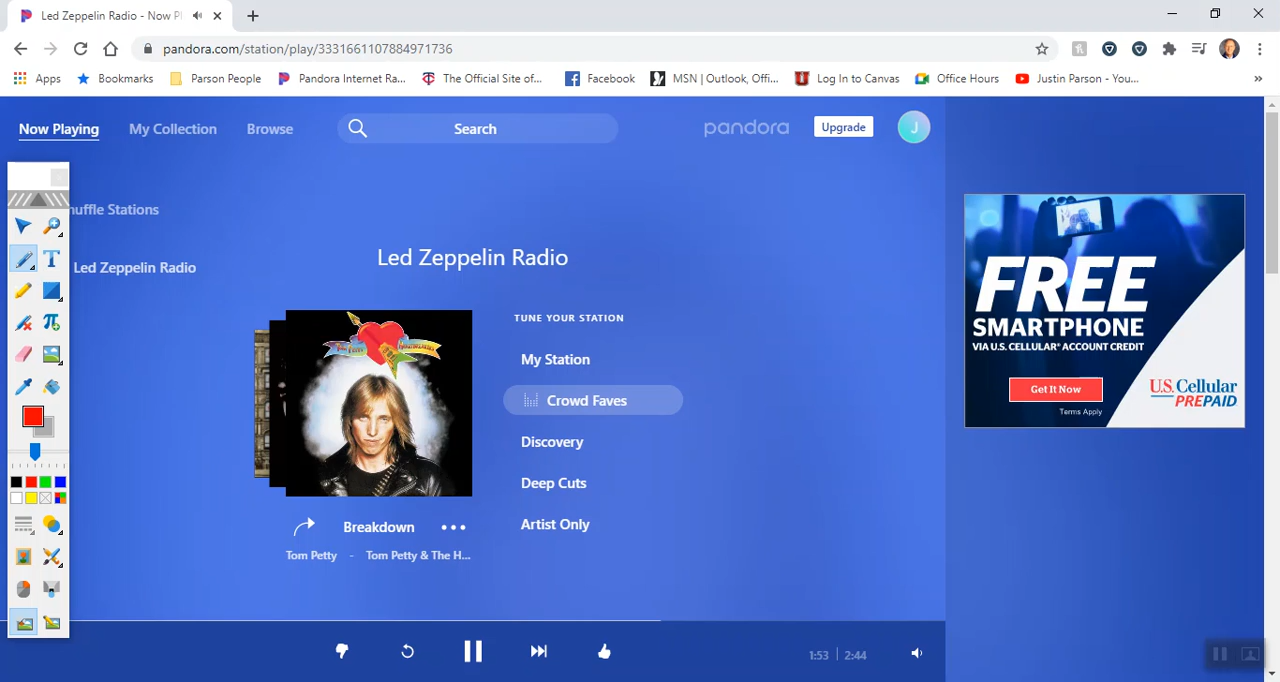 Led Zeppelin Radio - Now Pl
pandora.com/station/play/3331661107884971736
Apps
Bookmarks
Parson People
Pandora Internet Ra...
The Official Site of...
Facebook
MSN | Outlook, Offi...
Log In to Canvas
Office Hours
Justin Parson - You...
Now Playing
My Collection
Browse
Search
pandora
Upgrade
J
huffle Stations
Led Zeppelin Radio
Led Zeppelin Radio
TUNE YOUR STATION
My Station
Crowd Faves
Discovery
Deep Cuts
Artist Only
Breakdown
Tom Petty - Tom Petty & The H...
1:53 | 2:44
FREE
SMARTPHONE
VIA U.S. CELLULAR® ACCOUNT CREDIT
Get It Now
Terms Apply
U.S. Cellular
PREPAID